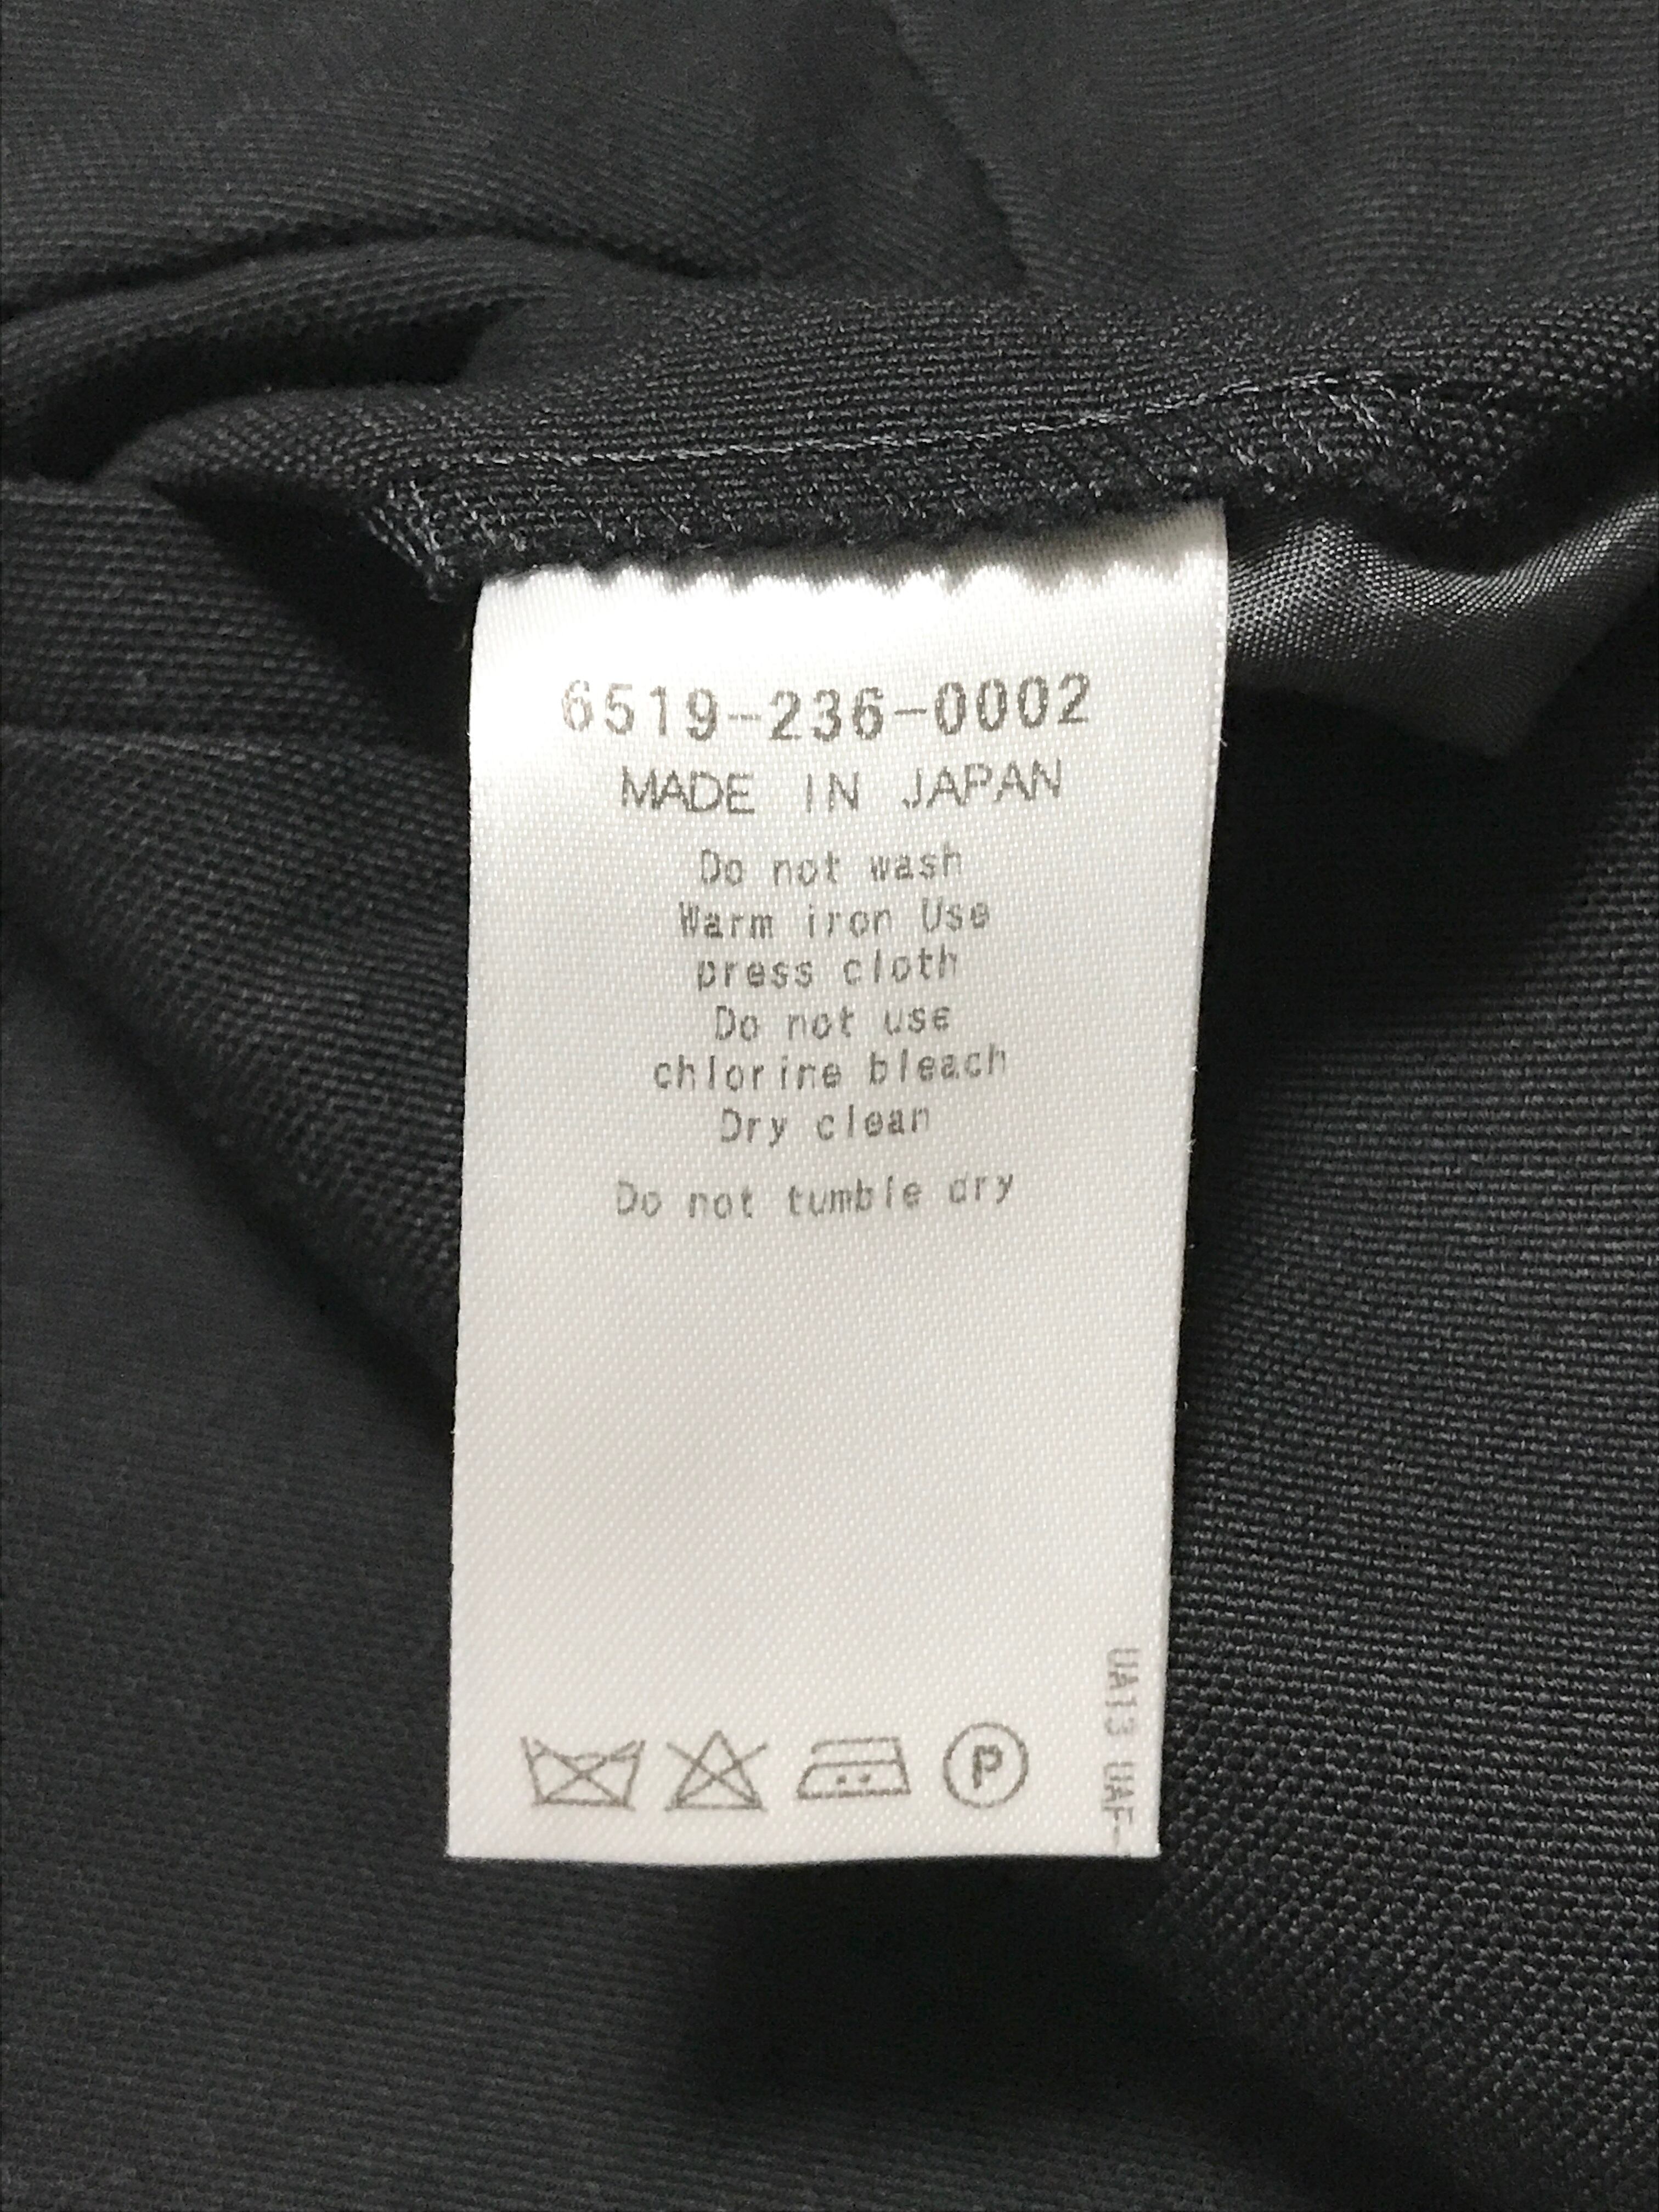 6519-236-0002
MADE IN JAPAN
Do not wash
Warm iron Use
press cloth
Do not use
chlorine bleach
Dry clean
Do not tumble dry
P
UA13 UAF-